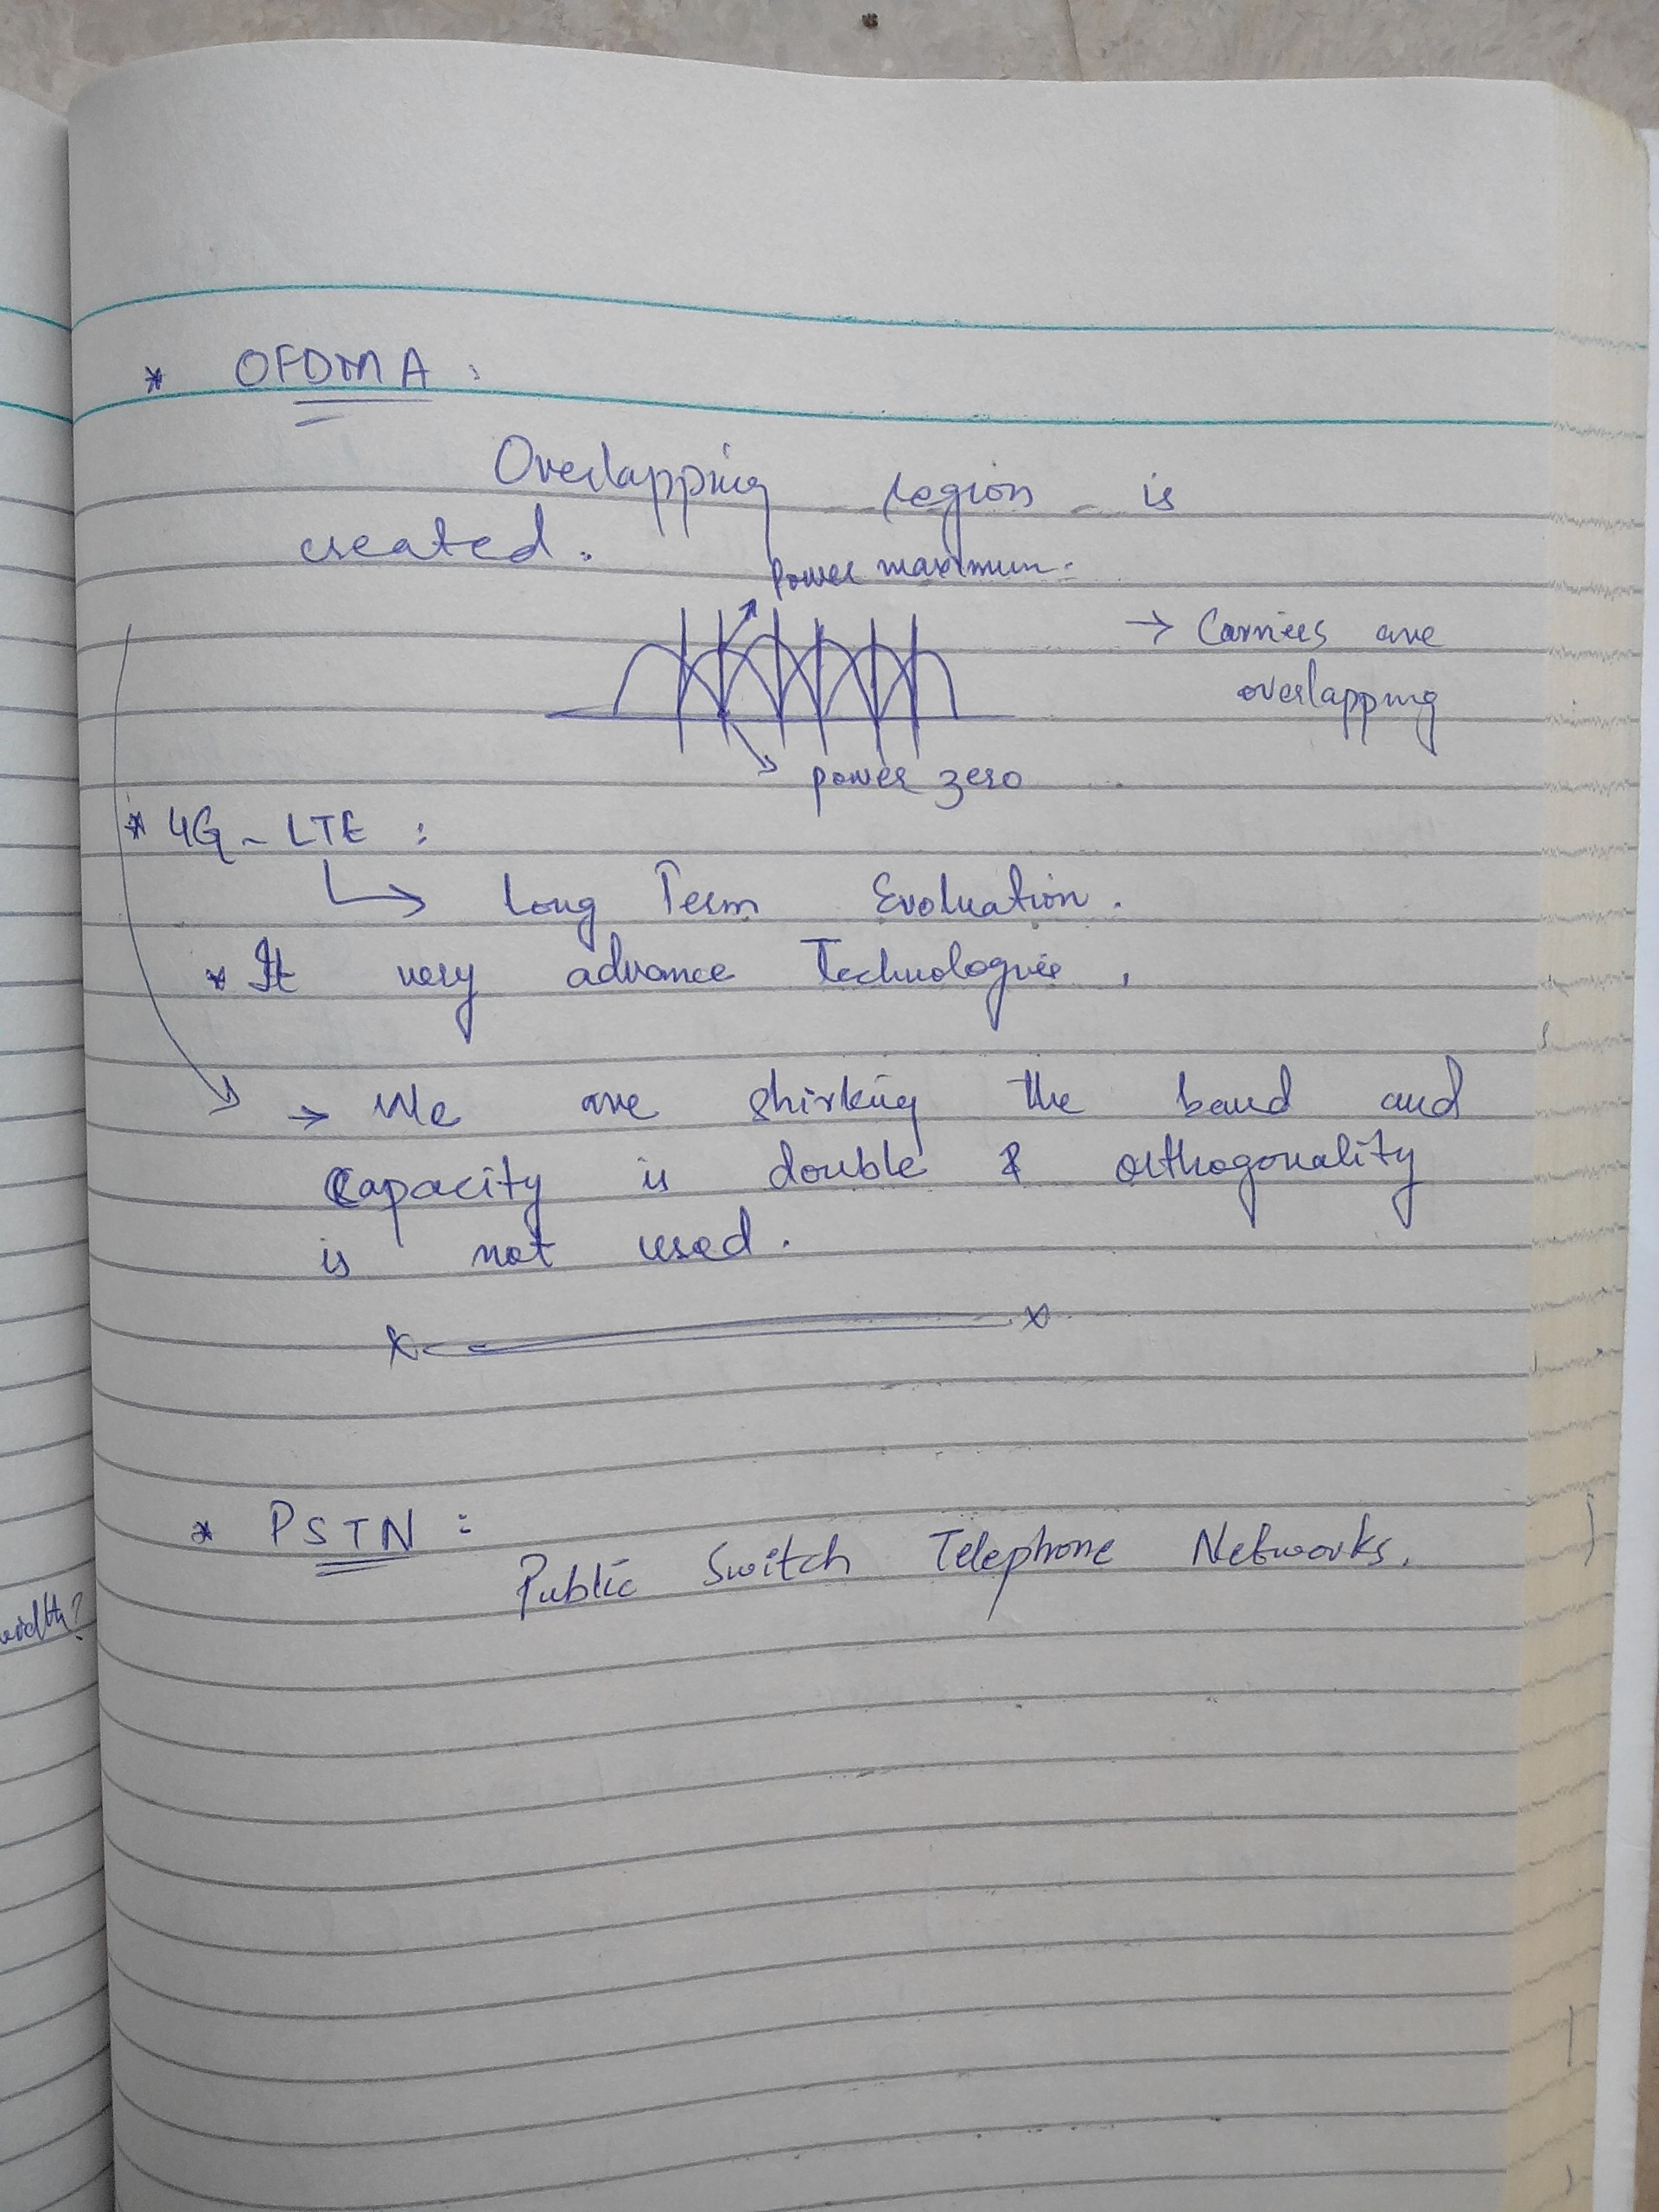 * OFDMA :
Overlapping region is
created.
Power maximum.
→ Carriers are
overlapping
power zero
* 4G - LTE :
↳ Long Term Evaluation.
* It very advance Technologies,
→ We are shirking the band and
Capacity is double & orthogonality
is not used.
x x
* PSTN :
Public Switch Telephone Networks.
width?